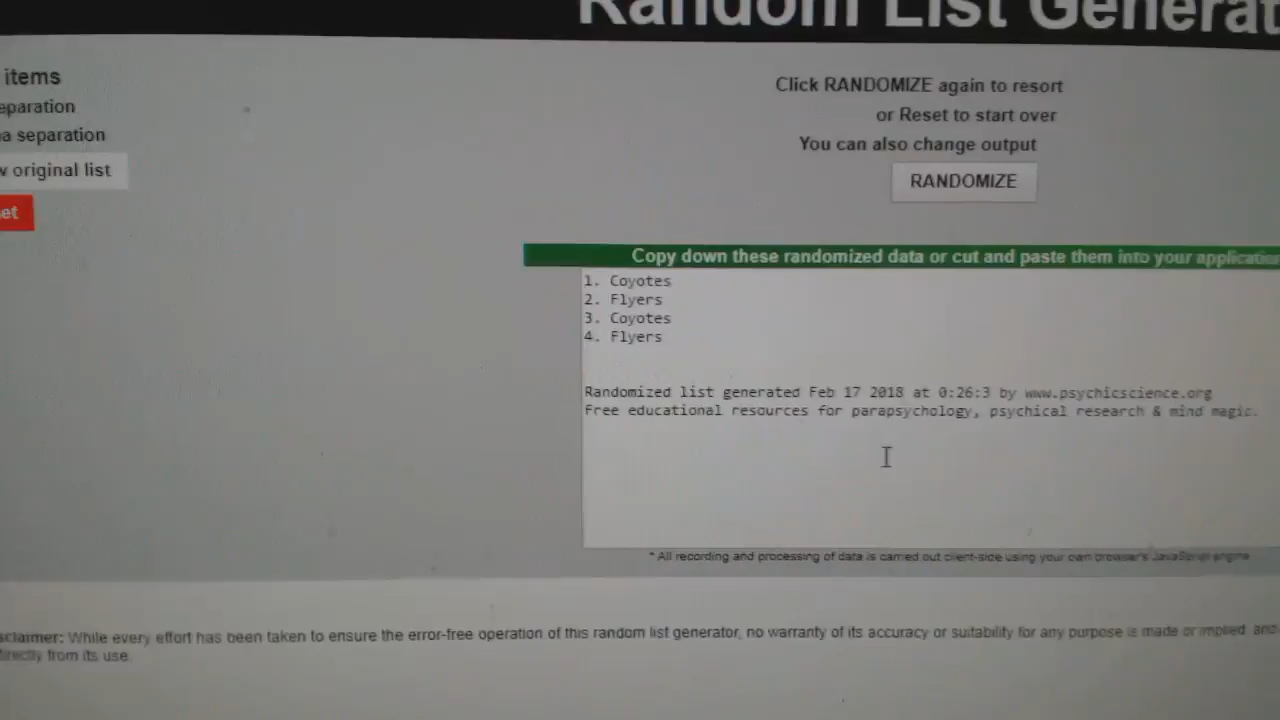 Random List Generat
items
eparation
a separation
w original list
et
Click RANDOMIZE again to resort
or Reset to start over
You can also change output
RANDOMIZE
Copy down these randomized data or cut and paste them into your application
1. Coyotes
2. Flyers
3. Coyotes
4. Flyers
Randomized list generated Feb 17 2018 at 0:26:3 by www.psychicscience.org
Free educational resources for parapsychology, psychical research & mind magic.
* All recording and processing of data is carried out client-side using your own browser's JavaScript engine
sclaimer: While every effort has been taken to ensure the error-free operation of this random list generator, no warranty of its accuracy or suitability for any purpose is made or implied, and
directly from its use.